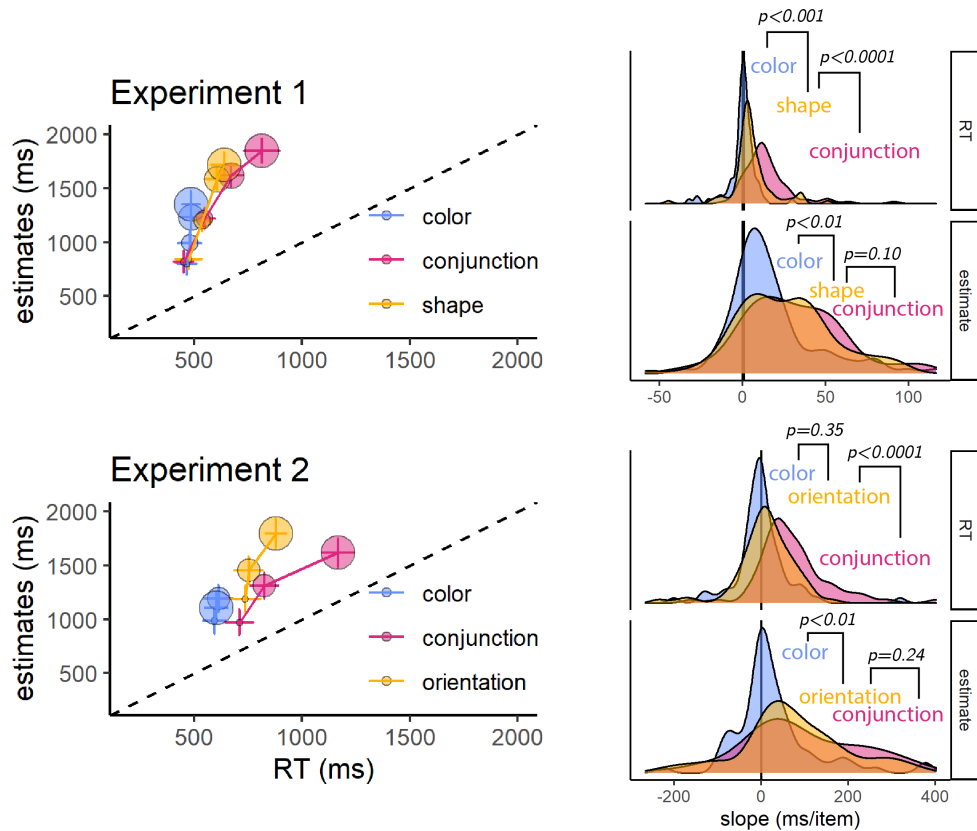 Experiment 1
estimates (ms)
2000
1500
1000
500
color
conjunction
shape
500
1000
1500
2000
p<0.001
p<0.0001
color
shape
conjunction
RT
p<0.01
p=0.10
color
shape
conjunction
estimate
-50
0
50
100
Experiment 2
estimates (ms)
2000
1500
1000
500
color
conjunction
orientation
500
1000
1500
2000
RT (ms)
p=0.35
p<0.0001
color
orientation
conjunction
RT
p<0.01
p=0.24
color
orientation
conjunction
estimate
-200
0
200
400
slope (ms/item)